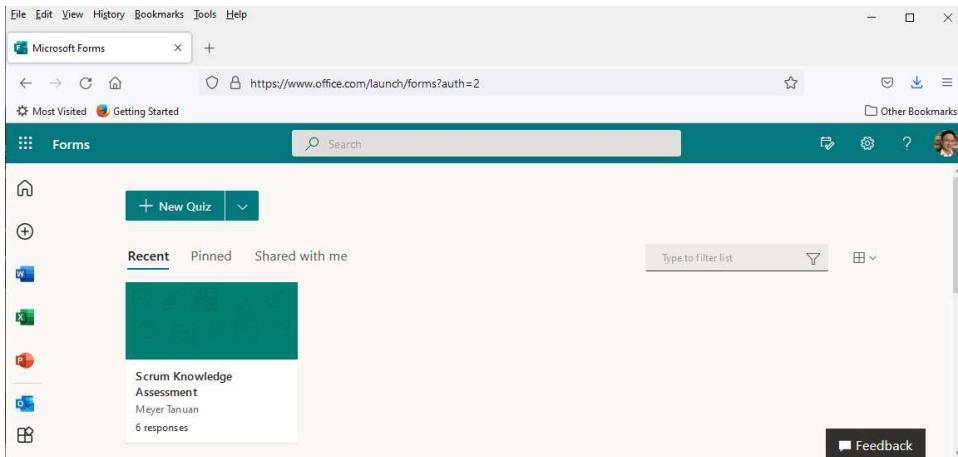 File Edit View History Bookmarks Tools Help
Microsoft Forms
https://www.office.com/launch/forms?auth=2
Most Visited Getting Started Other Bookmarks
Forms Search ?
+ New Quiz
Recent Pinned Shared with me Type to filter list
Scrum Knowledge
Assessment
Meyer Tanuan
6 responses
Feedback